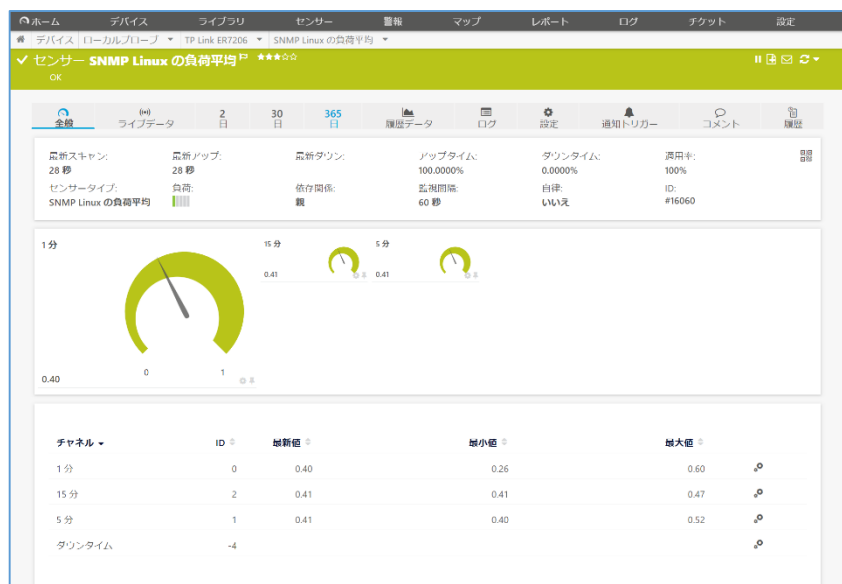 ホーム デバイス ライブラリ センサー 警報 マップ レポート ログ チケット 設定
デバイス ローカルプローブ TP Link ER7206 SNMP Linux の負荷平均
センサー SNMP Linux の負荷平均
OK
全般 ライブデータ 2 日 30 日 365 日 履歴データ ログ 設定 通知トリガー コメント 履歴
最新スキャン: 最新アップ: 最新ダウン: アップタイム: ダウンタイム: 適用率:
28 秒 28 秒 100.0000% 0.0000% 100%
センサータイプ: 負荷: 依存関係: 監視間隔: 自律: ID:
SNMP Linux の負荷平均 親 60 秒 いいえ #16060
1 分 15 分 5 分
0.41 0.41
0 1
0.40
チャネル ID 最新値 最小値 最大値
1 分 0 0.40 0.26 0.60
15 分 2 0.41 0.41 0.47
5 分 1 0.41 0.40 0.52
ダウンタイム -4